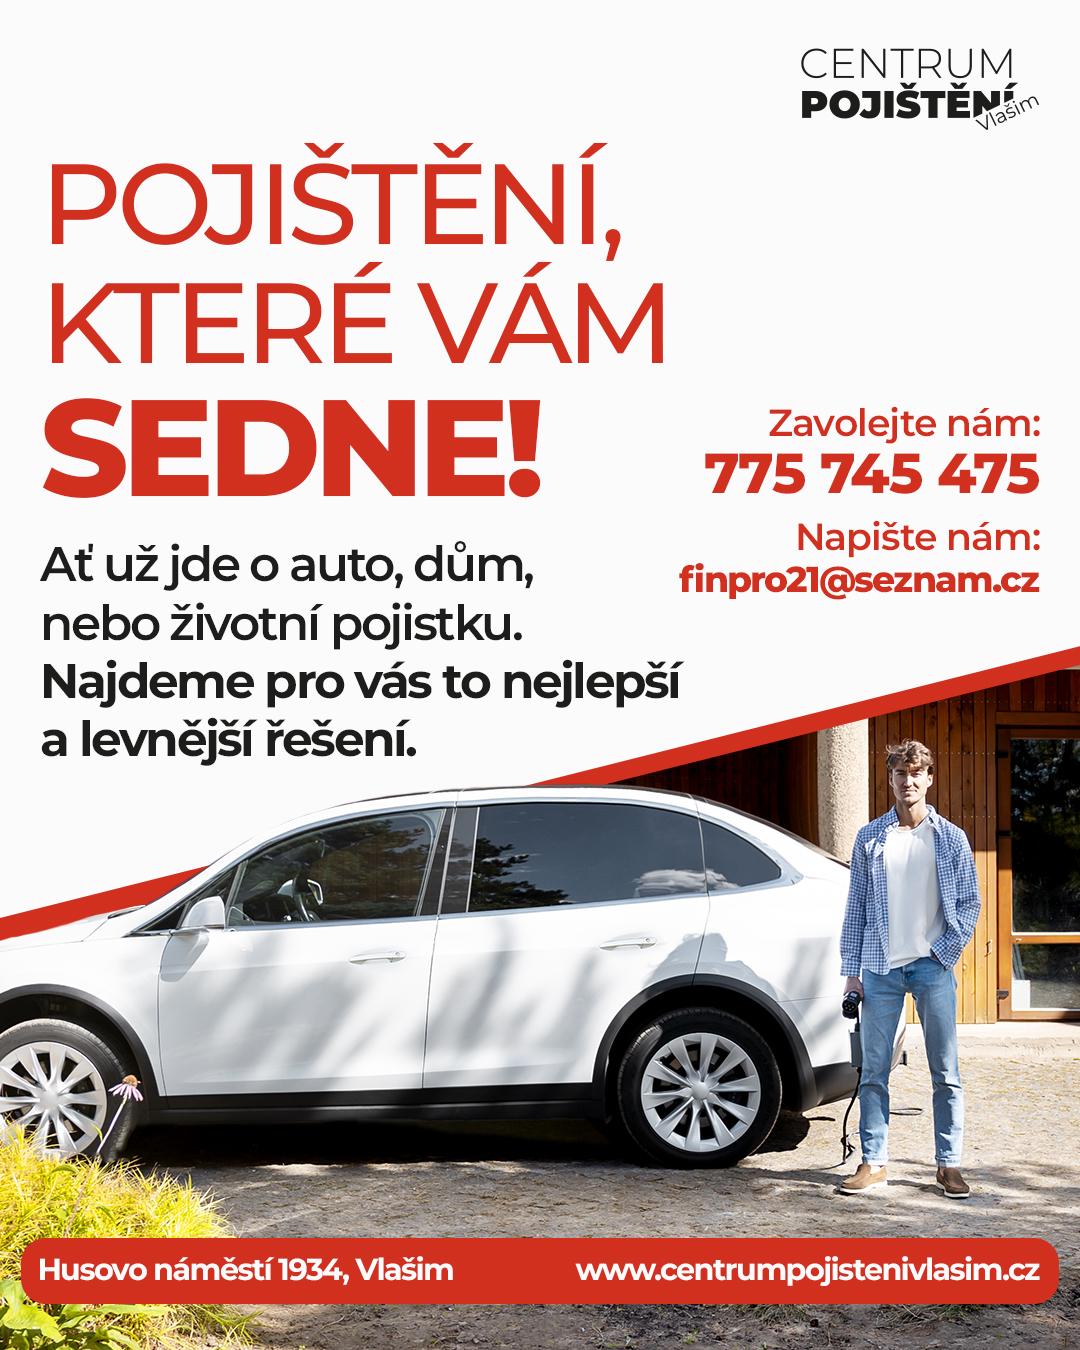 CENTRUM
POJIŠTĚNÍ
Vlašim
POJIŠTĚNÍ,
KTERÉ VÁM
SEDNE!
Zavolejte nám:
775 745 475
Napište nám:
finpro21@seznam.cz
Ať už jde o auto, dům,
nebo životní pojistku.
Najdeme pro vás to nejlepší
a levnější řešení.
Husovo náměstí 1934, Vlašim
www.centrumpojistenivlasim.cz